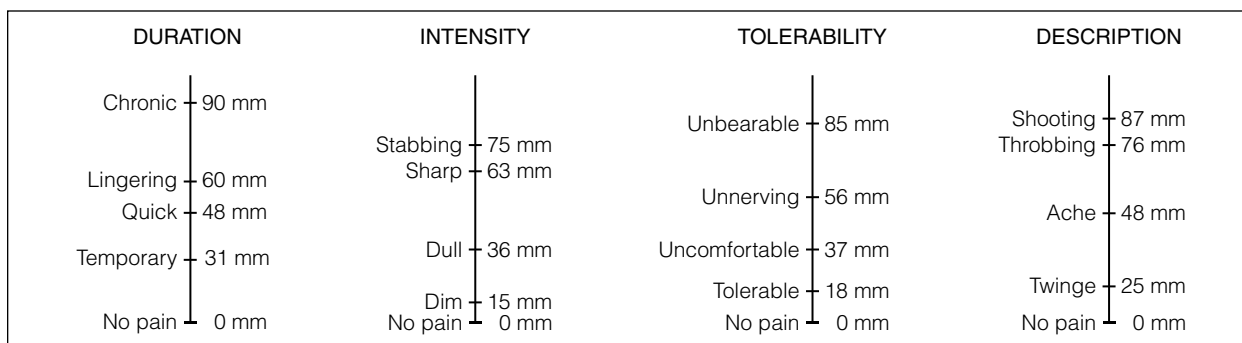 DURATION
Chronic 90 mm
Lingering 60 mm
Quick 48 mm
Temporary 31 mm
No pain 0 mm
INTENSITY
Stabbing 75 mm
Sharp 63 mm
Dull 36 mm
Dim 15 mm
No pain 0 mm
TOLERABILITY
Unbearable 85 mm
Unnerving 56 mm
Uncomfortable 37 mm
Tolerable 18 mm
No pain 0 mm
DESCRIPTION
Shooting 87 mm
Throbbing 76 mm
Ache 48 mm
Twinge 25 mm
No pain 0 mm